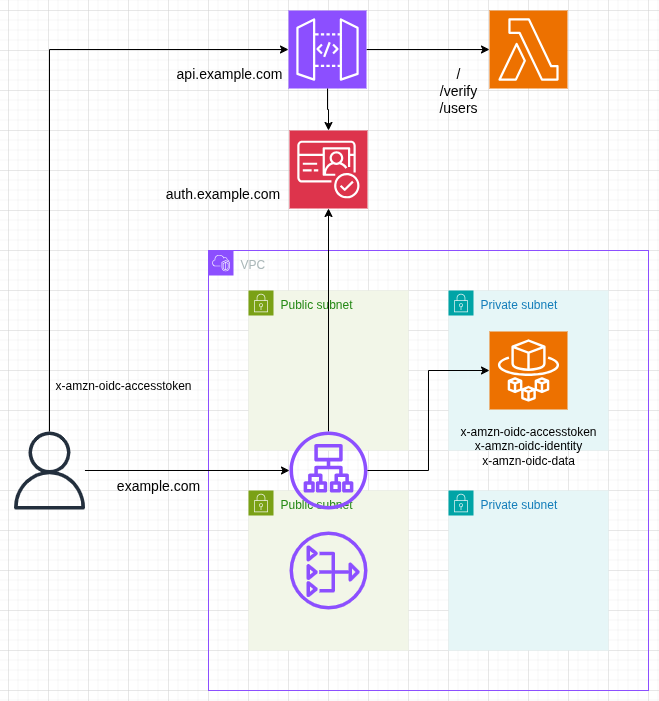 api.example.com
/
/verify
/users
auth.example.com
VPC
Public subnet
Private subnet
x-amzn-oidc-accesstoken
x-amzn-oidc-accesstoken
x-amzn-oidc-identity
x-amzn-oidc-data
example.com
Public subnet
Private subnet